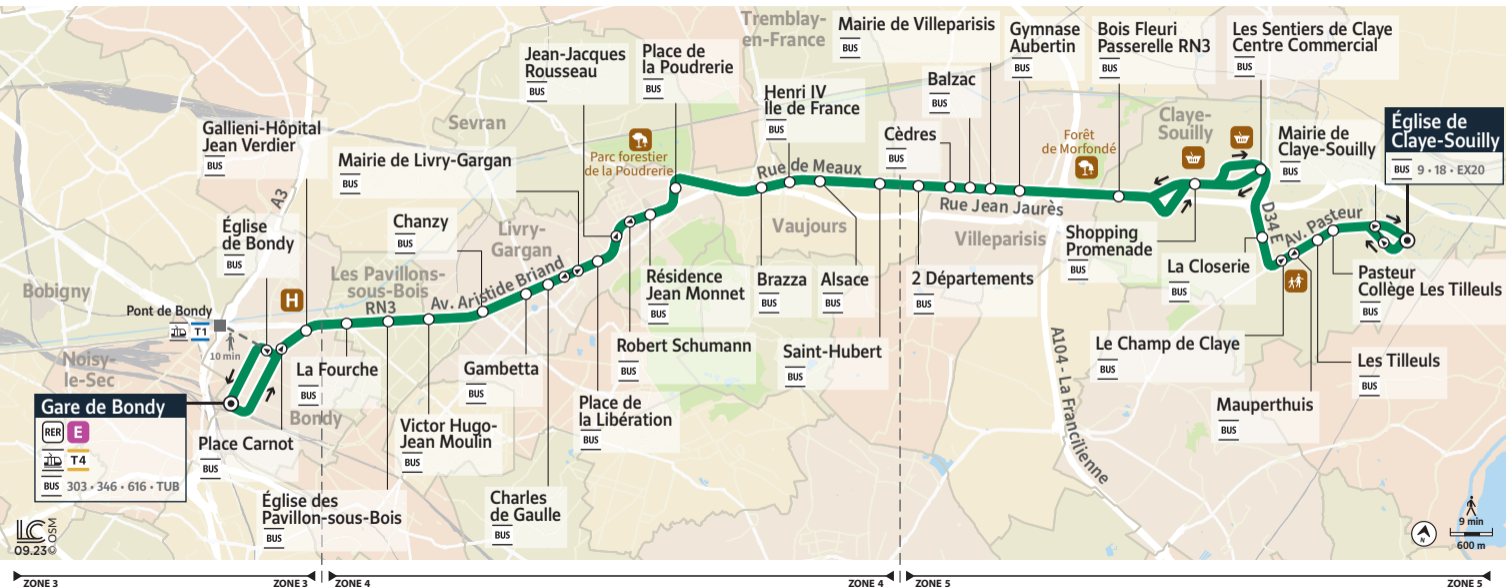 Tremblay-
en-France
Mairie de Villeparisis
BUS
Gymnase
Aubertin
BUS
Bois Fleuri
Passerelle RN3
BUS
Les Sentiers de Claye
Centre Commercial
BUS
Jean-Jacques
Rousseau
BUS
Place de
la Poudrerie
BUS
Henri IV
Île de France
BUS
Balzac
BUS
Cèdres
BUS
Sevran
Gallieni-Hôpital
Jean Verdier
BUS
Mairie de Livry-Gargan
BUS
Parc forestier
de la Poudrerie
Rue de Meaux
Forêt
de Morfondé
Claye-
Souilly
Mairie de
Claye-Souilly
BUS
Église de
Claye-Souilly
BUS 9 • 18 • EX20
A3
Église
de Bondy
BUS
Chanzy
BUS
Livry-
Gargan
Vaujours
Rue Jean Jaurès
Villeparisis
Shopping
Promenade
BUS
D34E
Av. Pasteur
La Closerie
BUS
Pasteur
Collège Les Tilleuls
BUS
Bobigny
Les Pavillons-
sous-Bois
RN3
Av. Aristide Briand
H
Résidence
Jean Monnet
BUS
Brazza
BUS
Alsace
BUS
2 Départements
BUS
Pont de Bondy
T1
10 min
Noisy-
le-Sec
La Fourche
BUS
Gambetta
BUS
Robert Schumann
BUS
Saint-Hubert
BUS
A104 - La Francilienne
Le Champ de Claye
BUS
Les Tilleuls
BUS
Mauperthuis
BUS
Gare de Bondy
RER E
T4
BUS 303 • 346 • 616 • TUB
Bondy
Place Carnot
BUS
Victor Hugo-
Jean Moulin
BUS
Place de
la Libération
BUS
Église des
Pavillon-sous-Bois
BUS
Charles
de Gaulle
BUS
LC
09.23 © OSM
N
9 min
600 m
ZONE 3
ZONE 3
ZONE 4
ZONE 4
ZONE 5
ZONE 5